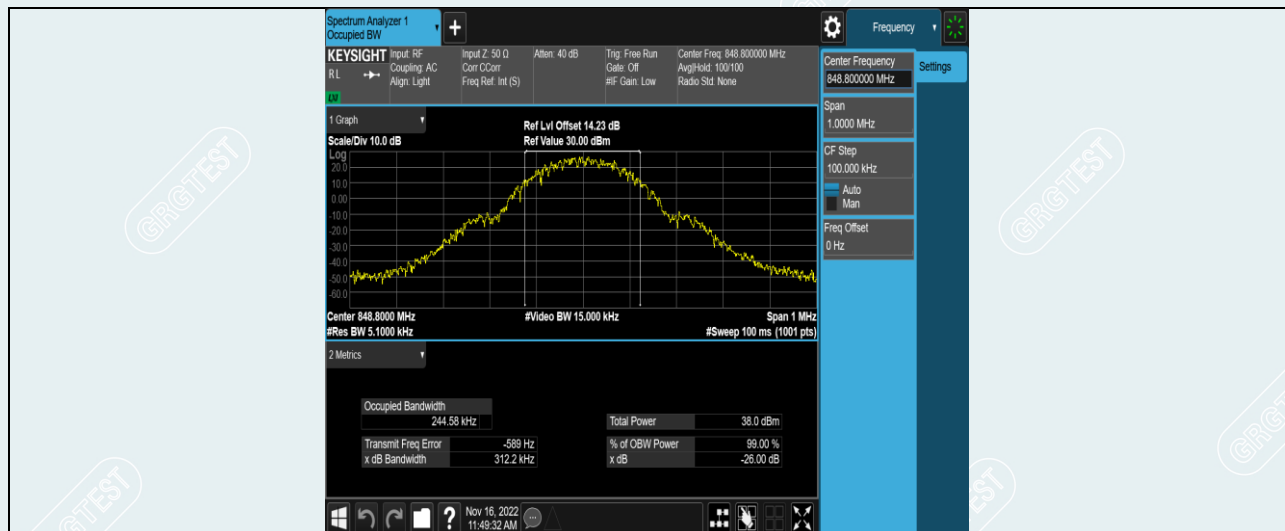 Spectrum Analyzer 1
Occupied BW
+
Frequency
KEYSIGHT
RL
Input: RF
Coupling: AC
Align: Light
Input Z: 50 Ω
Corr CCorr
Freq Ref: Int (S)
Atten: 40 dB
Trig: Free Run
Gate: Off
#IF Gain: Low
Center Freq: 848.800000 MHz
Avg|Hold: 100/100
Radio Std: None
Center Frequency
848.800000 MHz
Settings
Span
1.0000 MHz
CF Step
100.000 kHz
Auto
Man
Freq Offset
0 Hz
1 Graph
Scale/Div 10.0 dB
Ref Lvl Offset 14.23 dB
Ref Value 30.00 dBm
Log
20.0
10.0
0.00
-10.0
-20.0
-30.0
-40.0
-50.0
-60.0
Center 848.8000 MHz
#Video BW 15.000 kHz
Span 1 MHz
#Res BW 5.1000 kHz
#Sweep 100 ms (1001 pts)
2 Metrics
Occupied Bandwidth
244.58 kHz
Total Power 38.0 dBm
Transmit Freq Error -589 Hz
% of OBW Power 99.00 %
x dB Bandwidth 312.2 kHz
x dB -26.00 dB
?
Nov 16, 2022
11:49:32 AM
GRGTEST
GRGTEST
GRGTEST